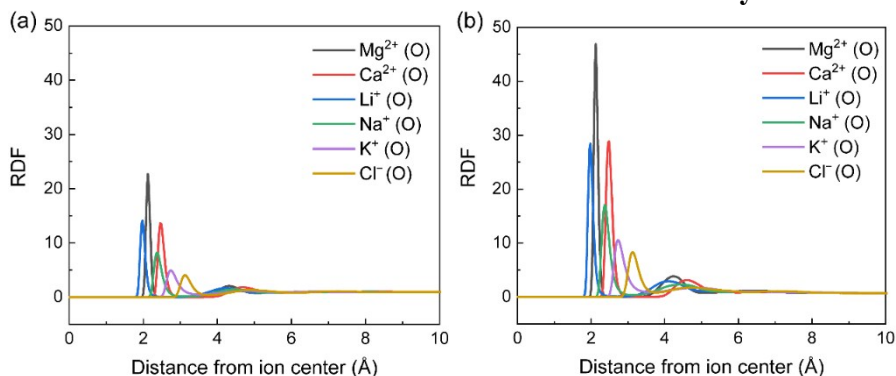 y
(a)
50
40
30
20
10
0
RDF
Mg²⁺ (O)
Ca²⁺ (O)
Li⁺ (O)
Na⁺ (O)
K⁺ (O)
Cl⁻ (O)
0 2 4 6 8 10
Distance from ion center (Å)
(b)
50
40
30
20
10
0
RDF
Mg²⁺ (O)
Ca²⁺ (O)
Li⁺ (O)
Na⁺ (O)
K⁺ (O)
Cl⁻ (O)
0 2 4 6 8 10
Distance from ion center (Å)